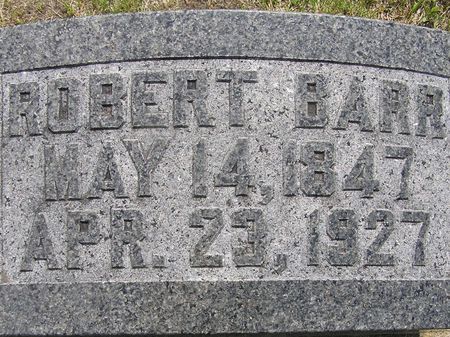 ROBERT BARR
MAY 14, 1847
APR. 23, 1927